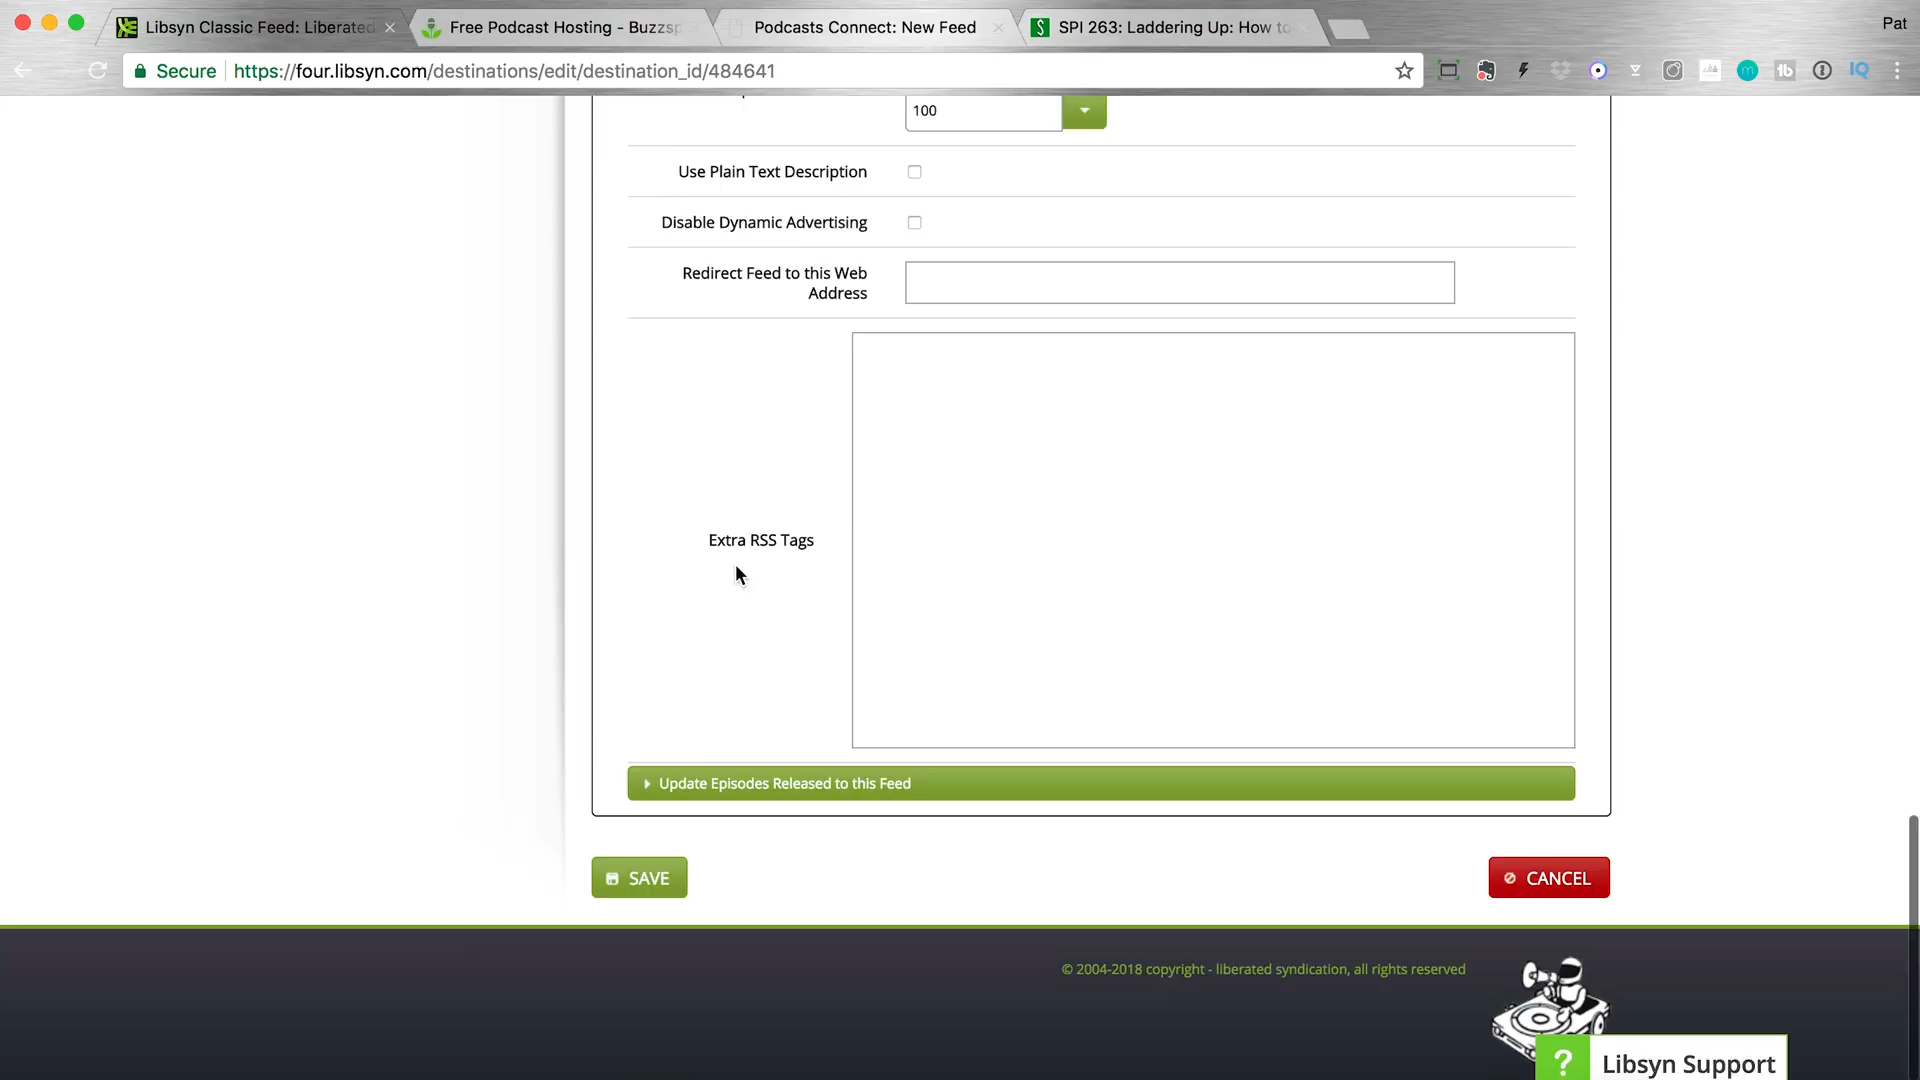 Libsyn Classic Feed: Liberated
Free Podcast Hosting - Buzzsp
Podcasts Connect: New Feed
SPI 263: Laddering Up: How to
Pat
Secure
https://four.libsyn.com/destinations/edit/destination_id/484641
100
Use Plain Text Description
Disable Dynamic Advertising
Redirect Feed to this Web
Address
Extra RSS Tags
Update Episodes Released to this Feed
SAVE
CANCEL
© 2004-2018 copyright - liberated syndication, all rights reserved
? Libsyn Support